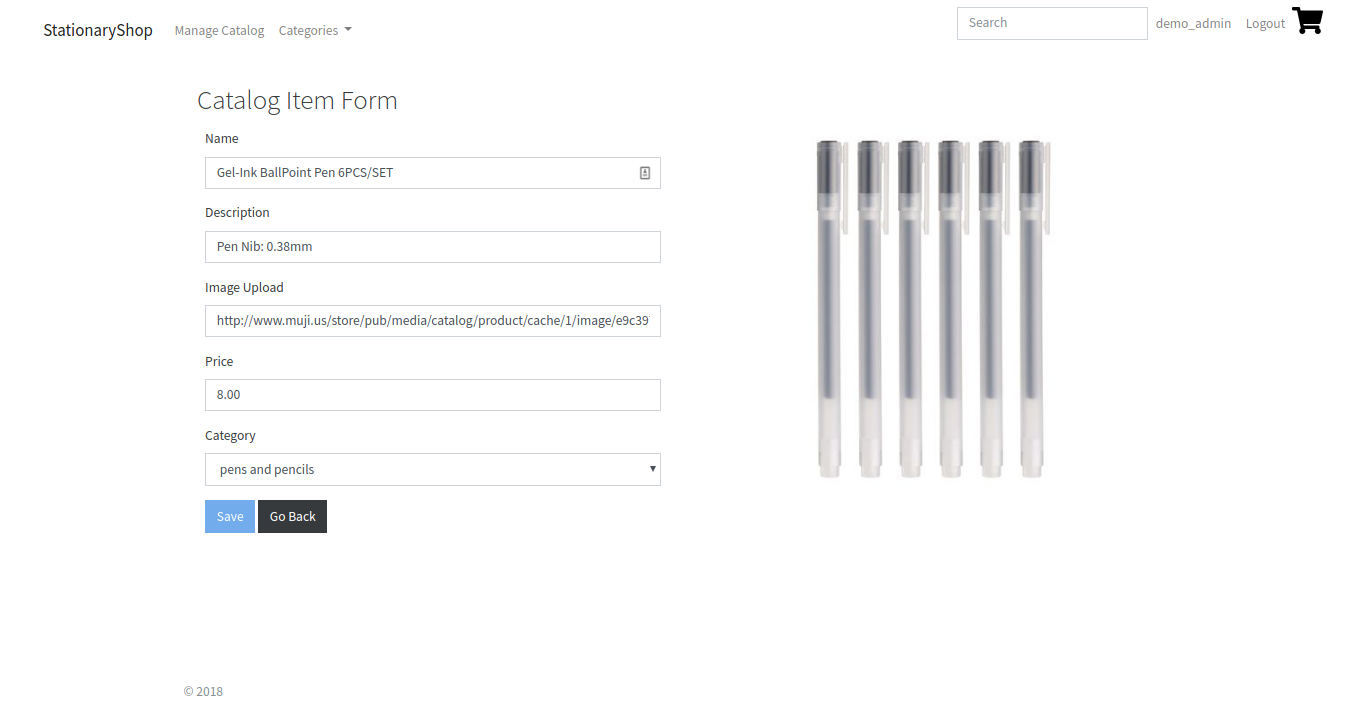 StationaryShop Manage Catalog Categories Search demo_admin Logout
Catalog Item Form
Name
Gel-Ink BallPoint Pen 6PCS/SET
Description
Pen Nib: 0.38mm
Image Upload
http://www.muji.us/store/pub/media/catalog/product/cache/1/image/e9c39
Price
8.00
Category
pens and pencils
Save Go Back
© 2018